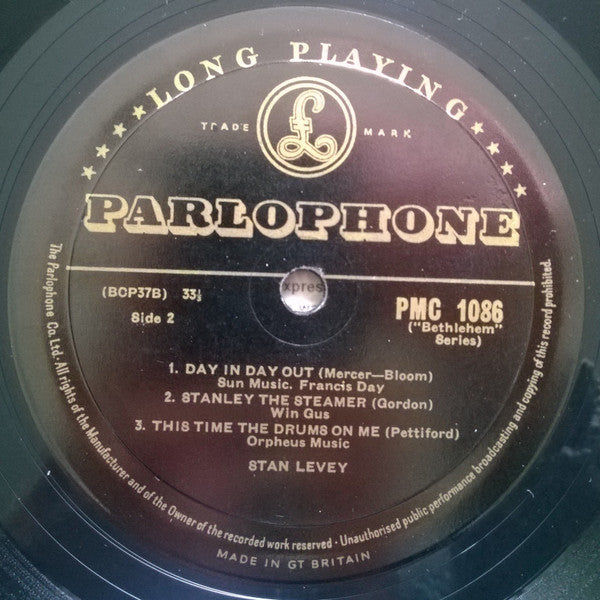 ★★★★★LONG PLAYING★★★★★
TRADE £ MARK
PARLOPHONE
(BCP37B) 33⅓
Side 2
xpres
PMC 1086
("Bethlehem"
Series)
1. DAY IN DAY OUT (Mercer—Bloom)
Sun Music. Francis Day
2. STANLEY THE STEAMER (Gordon)
Win Gus
3. THIS TIME THE DRUMS ON ME (Pettiford)
Orpheus Music
STAN LEVEY
The Parlophone Co. Ltd · All rights of the Manufacturer and of the Owner of the recorded work reserved · Unauthorised public performance broadcasting and copying of this record prohibited.
MADE IN GT BRITAIN